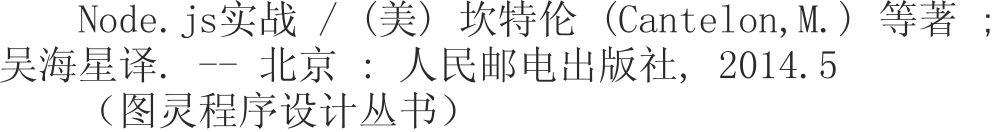 Node.js实战 / (美) 坎特伦 (Cantelon,M.) 等著 ;
吴海星译. -- 北京 : 人民邮电出版社, 2014.5
（图灵程序设计丛书）